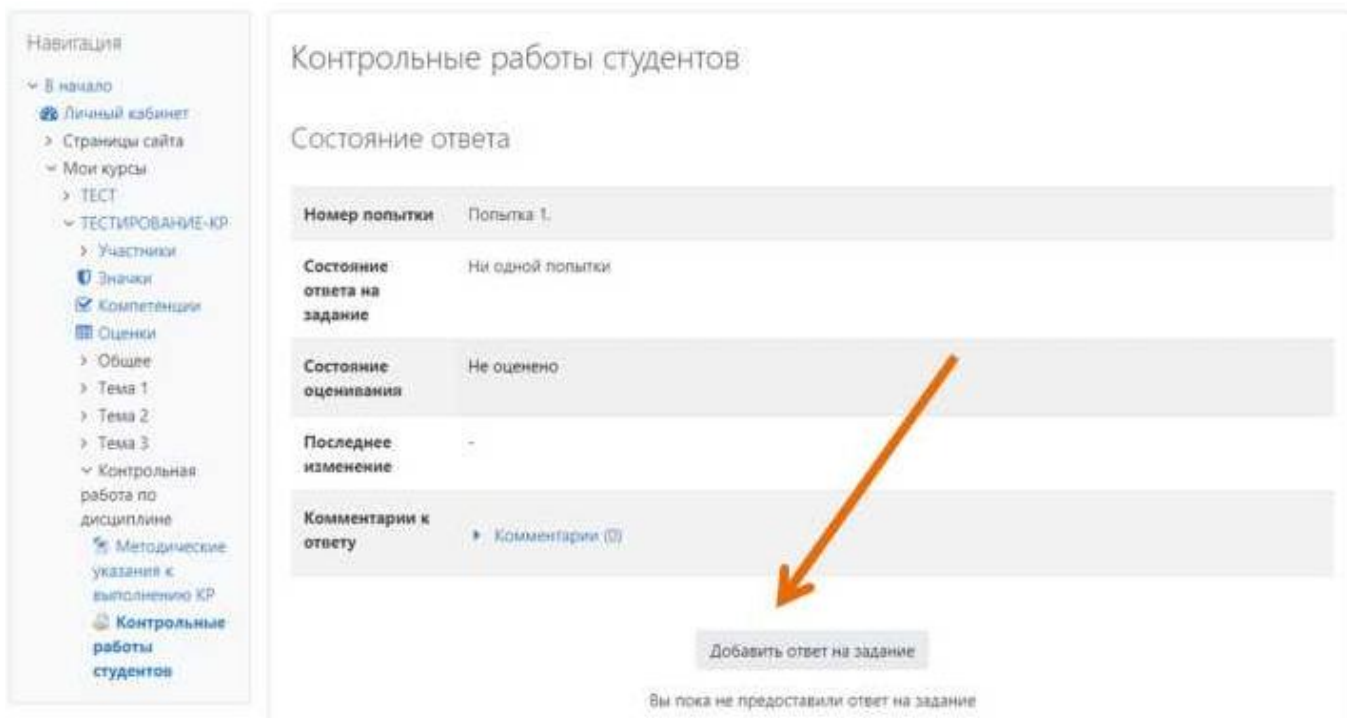 Навигация
В начало
Личный кабинет
Страницы сайта
Мои курсы
ТЕСТ
ТЕСТИРОВАНИЕ-КР
Участники
Значки
Компетенции
Оценки
Общее
Тема 1
Тема 2
Тема 3
Контрольная
работа по
дисциплине
Методические
указания к
выполнению КР
Контрольные
работы
студентов
Контрольные работы студентов
Состояние ответа
Номер попытки Попытка 1.
Состояние Ни одной попытки
ответа на
задание
Состояние Не оценено
оценивания
Последнее -
изменение
Комментарии к
ответу Комментарии (0)
Добавить ответ на задание
Вы пока не предоставили ответ на задание